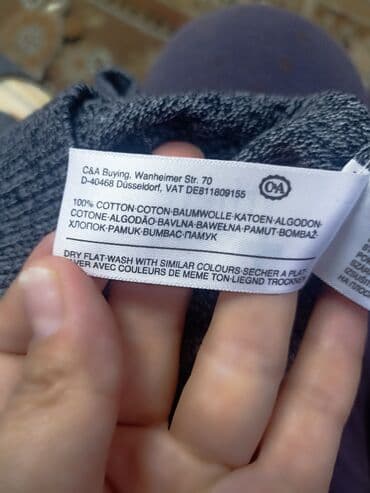 C&A Buying, Wanheimer Str. 70
D-40468 Düsseldorf, VAT DE811809155
C&A
100% COTTON·COTON·BAUMWOLLE·KATOEN·ALGODON·
COTONE·ALGODÃO·BAVLNA·BAWEŁNA·PAMUT·BOMBAŽ·
ХЛОПОК·PAMUK·BUMBAC·ПАМУК
DRY FLAT·WASH WITH SIMILAR COLOURS·SECHER A PLAT·
LAVER AVEC COULEURS DE MEME TON·LIEGND TROCKNEN